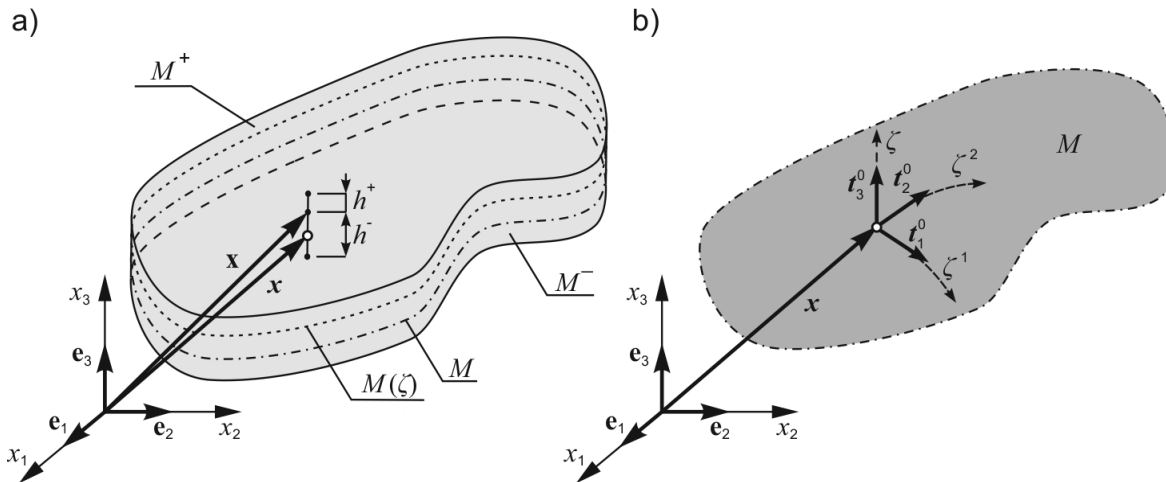 a)
M⁺
h⁺
h⁻
x
x
M⁻
x₃
e₃
M(ζ)
M
e₁
e₂
x₂
x₁
b)
ζ
M
t₃⁰
t₂⁰
ζ²
t₁⁰
ζ¹
x
x₃
e₃
e₁
e₂
x₂
x₁